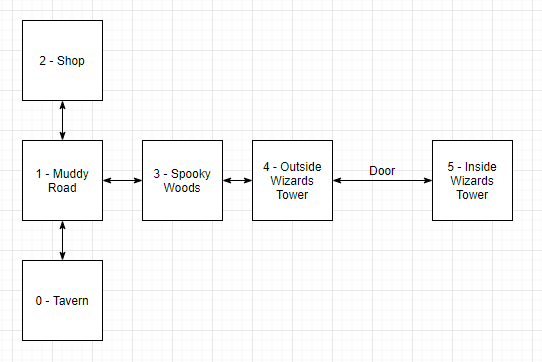 2 - Shop
1 - Muddy
Road
3 - Spooky
Woods
4 - Outside
Wizards
Tower
Door
5 - Inside
Wizards
Tower
0 - Tavern